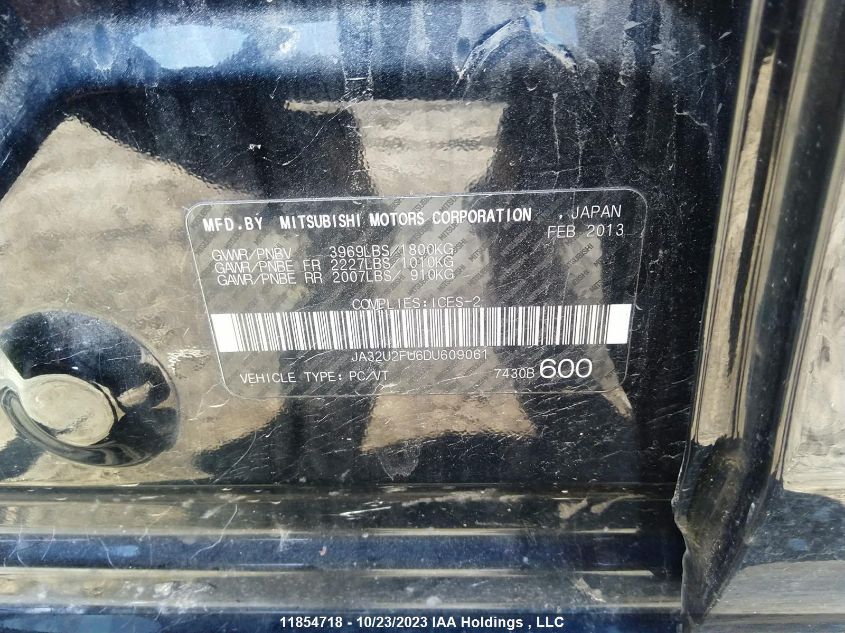 MFD.BY MITSUBISHI MOTORS CORPORATION , JAPAN
FEB 2013
GVWR/PNBV 3969LBS/1800KG
GAWR/PNBE FR 2227LBS/1010KG
GAWR/PNBE RR 2007LBS/ 910KG
COMPLIES:ICES-2
JA32U2FU6DU609061
VEHICLE TYPE: PC/VT 7430B 600
11854718 - 10/23/2023 IAA Holdings , LLC